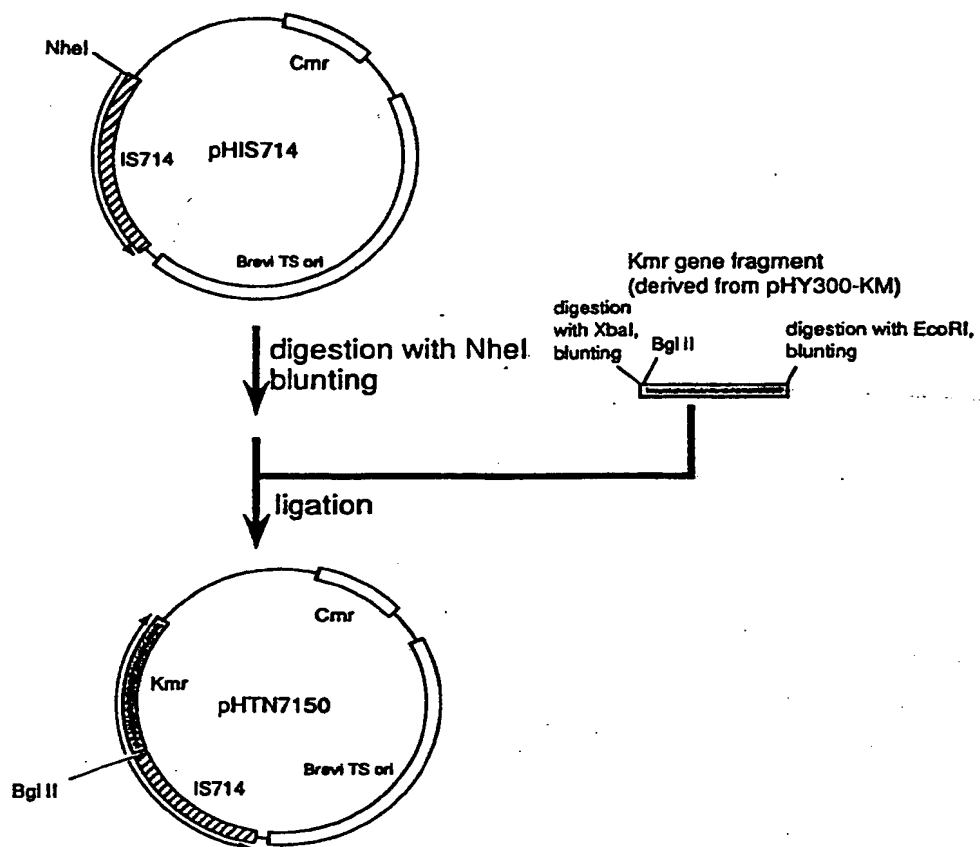 NheI
Cmr
pHIS714
IS714
Brevi TS ori
Kmr gene fragment
(derived from pHY300-KM)
digestion
with XbaI,
blunting
Bgl II
digestion with EcoRI,
blunting
digestion with NheI
blunting
ligation
Cmr
Kmr
pHTN7150
Brevi TS ori
Bgl II
IS714